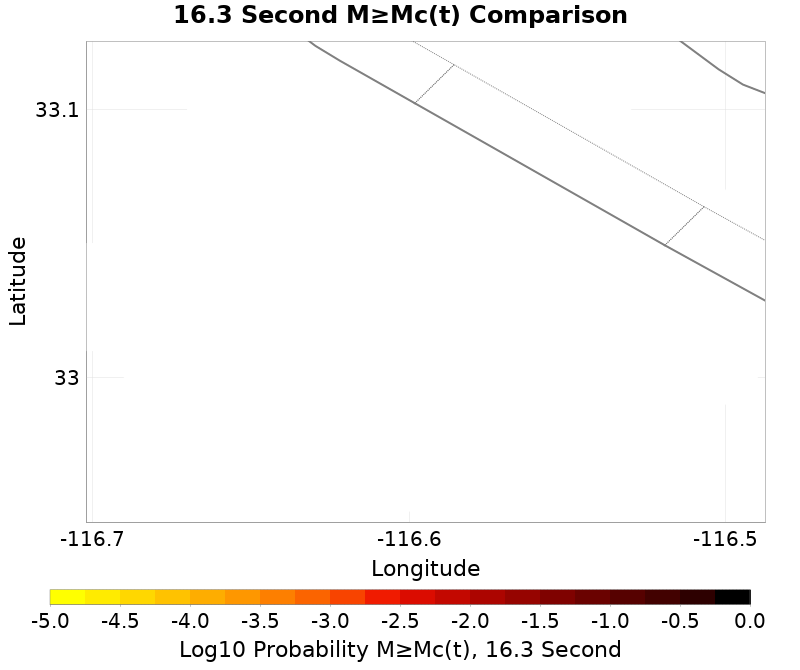 16.3 Second M≥Mc(t) Comparison
33.1
33
Latitude
-116.7 -116.6 -116.5
Longitude
-5.0 -4.5 -4.0 -3.5 -3.0 -2.5 -2.0 -1.5 -1.0 -0.5 0.0
Log10 Probability M≥Mc(t), 16.3 Second